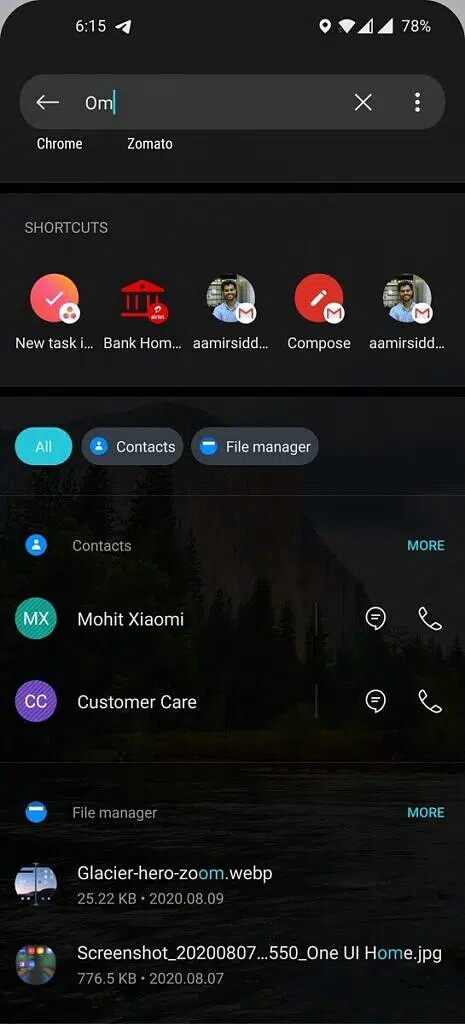 6:15 78%
Om
Chrome Zomato
SHORTCUTS
airtel
New task i... Bank Hom... aamirsidd... Compose aamirsidd...
All Contacts File manager
Contacts MORE
MX Mohit Xiaomi
CC Customer Care
File manager MORE
Glacier-hero-zoom.webp
25.22 KB • 2020.08.09
Screenshot_20200807...550_One UI Home.jpg
776.5 KB • 2020.08.07